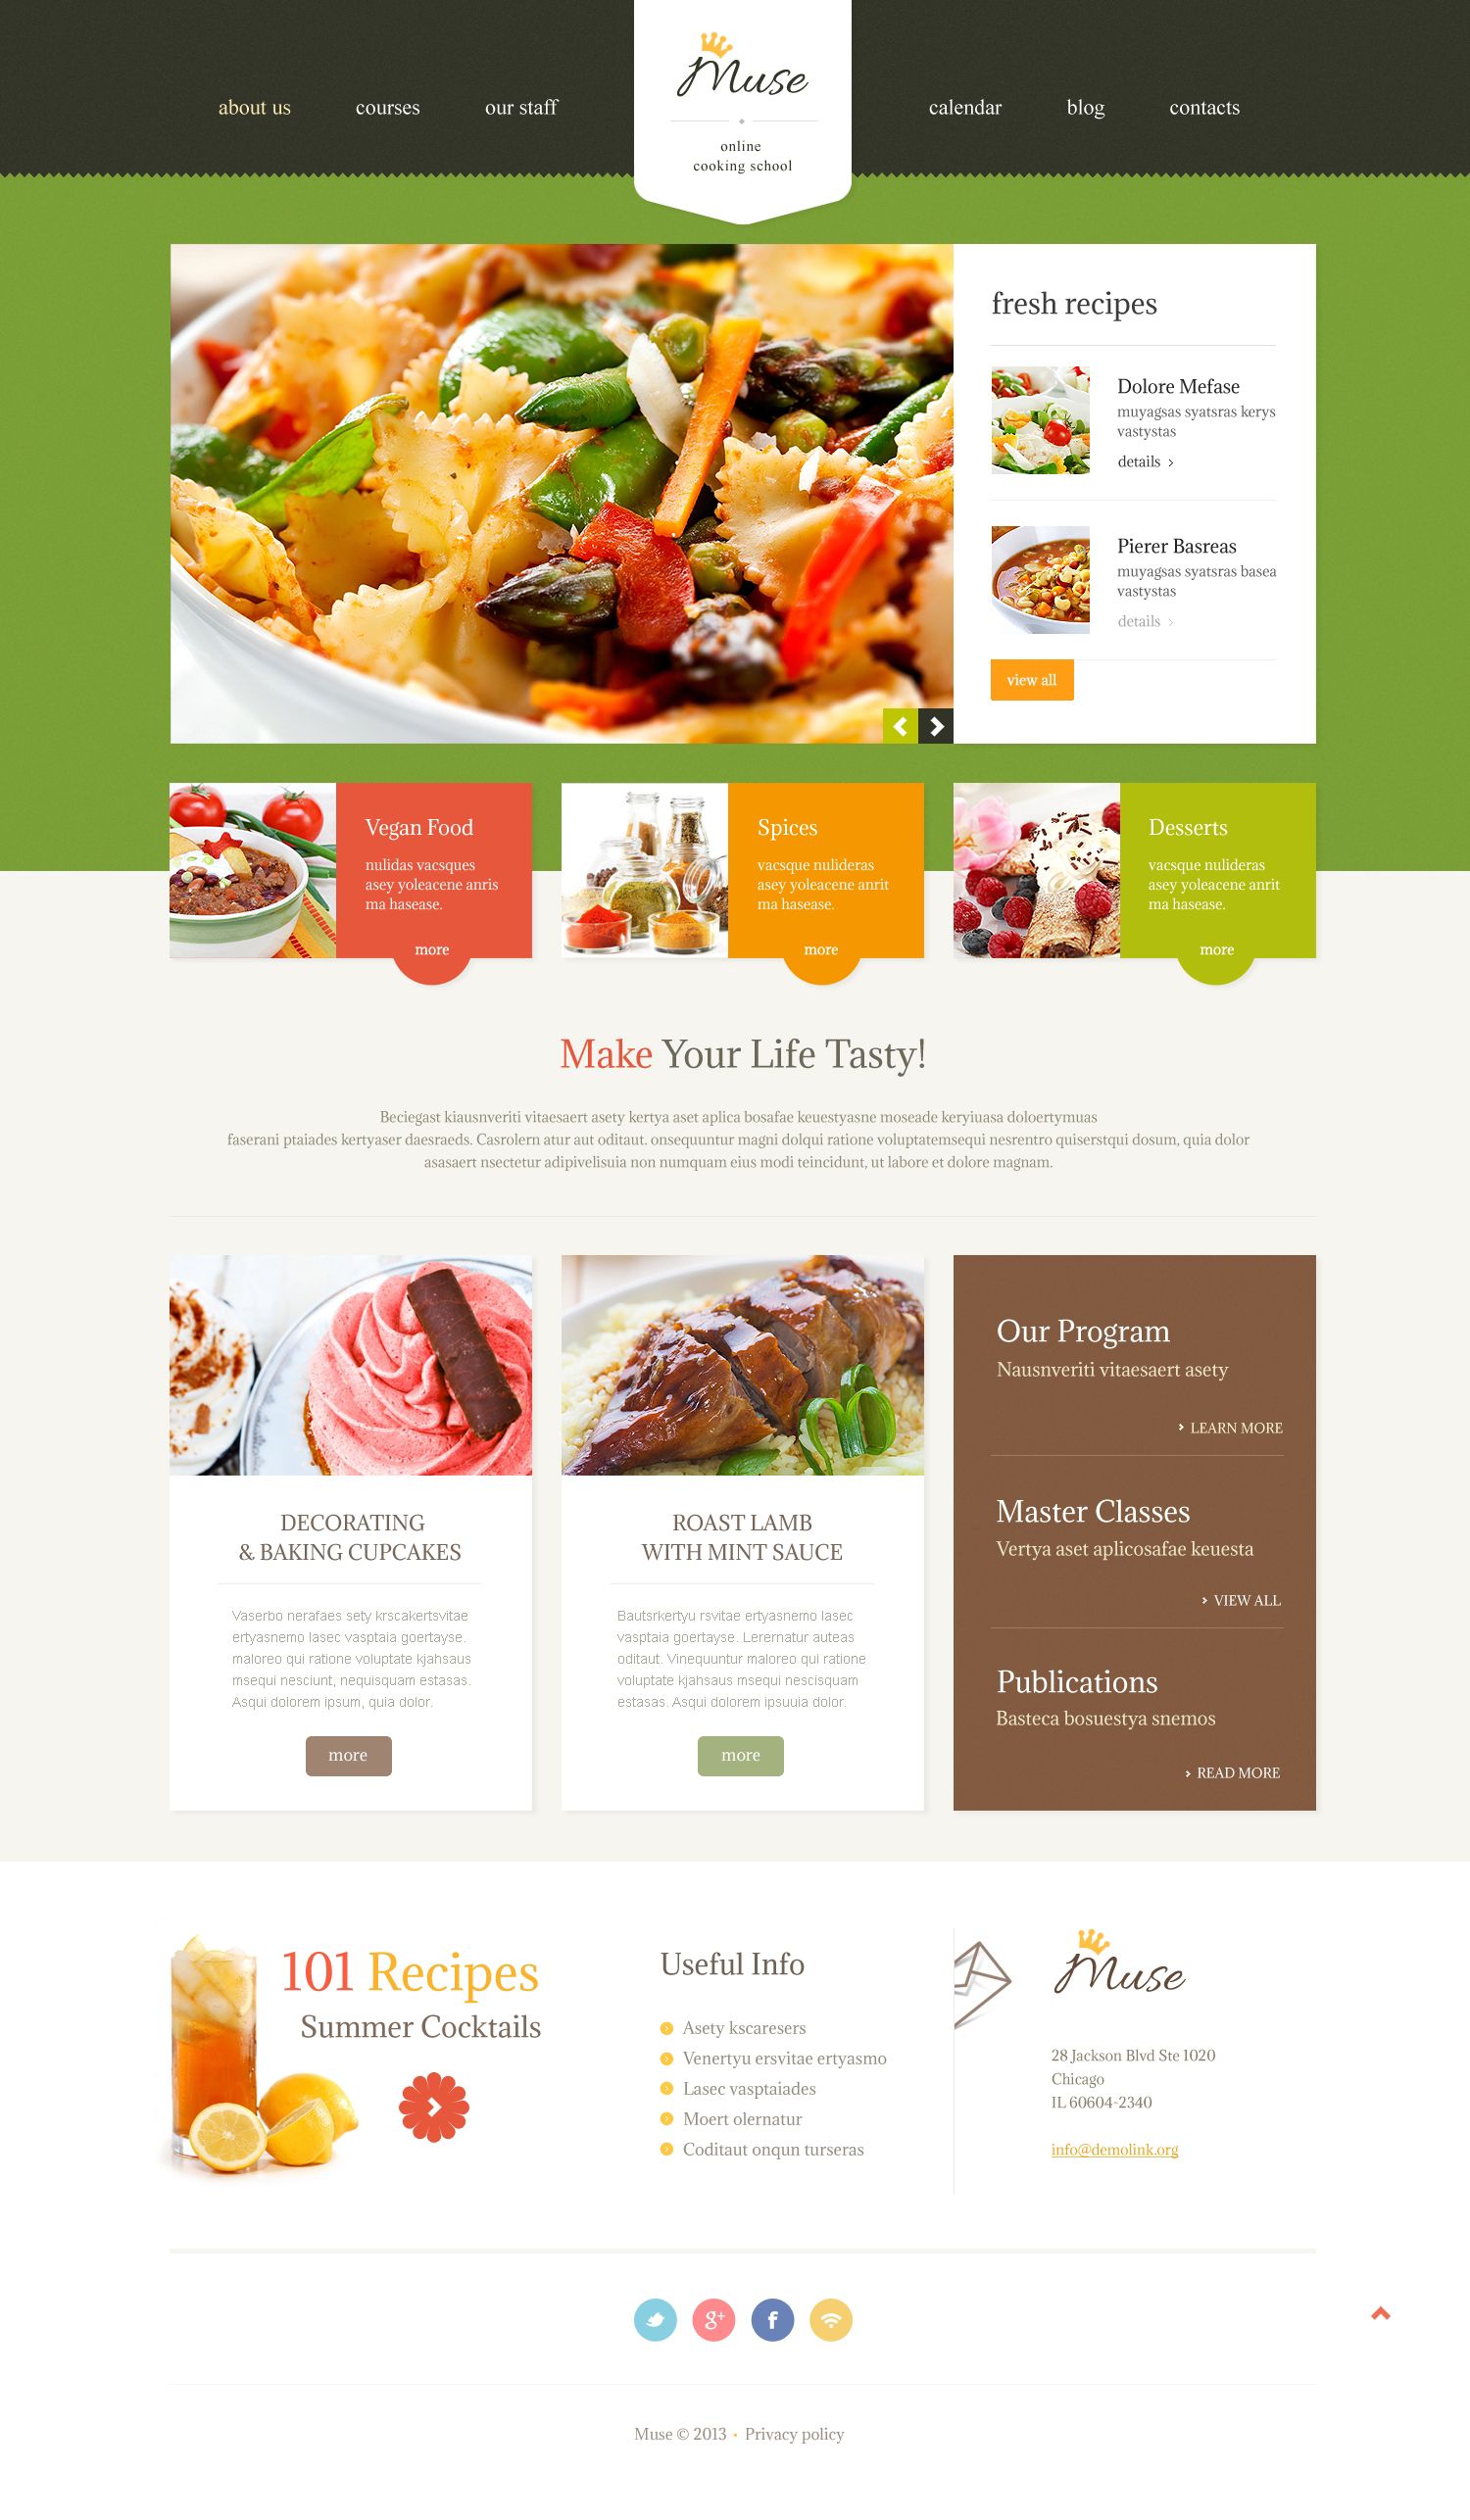 about us
courses
our staff
Muse
online
cooking school
calendar
blog
contacts
fresh recipes
Dolore Mefase
muyagsas syatsras kerys
vastystas
details
Pierer Basreas
muyagsas syatsras basea
vastystas
details
view all
Vegan Food
nulidas vacsques
asey yoleacene anris
ma hasease.
more
Spices
vacsque nulideras
asey yoleacene anrit
ma hasease.
more
Desserts
vacsque nulideras
asey yoleacene anrit
ma hasease.
more
Make Your Life Tasty!
Beciegast kiausnveriti vitaesaert asety kertya aset aplica bosafae keuestyasne moseade keryiuasa doloertymuas
faserani ptaiades kertyaser daesraeds. Casrolern atur aut oditaut. onsequuntur magni dolqui ratione voluptatemsequi nesrentro quiserstqui dosum, quia dolor
asasaert nsectetur adipivelisuia non numquam eius modi teincidunt, ut labore et dolore magnam.
DECORATING
& BAKING CUPCAKES
Vaserbo nerafaes sety krscakertsvitae
ertyasnemo lasec vasptaia goertayse.
maloreo qui ratione voluptate kjahsaus
msequi nesciunt, nequisquam estasas.
Asqui dolorem ipsum, quia dolor.
more
ROAST LAMB
WITH MINT SAUCE
Bautsrkertyu rsvitae ertyasnemo lasec
vasptaia goertayse. Lerernatur auteas
oditaut. Vinequuntur maloreo qui ratione
voluptate kjahsaus msequi nescisquam
estasas. Asqui dolorem ipsuuia dolor.
more
Our Program
Nausnveriti vitaesaert asety
LEARN MORE
Master Classes
Vertya aset aplicosafae keuesta
VIEW ALL
Publications
Basteca bosuestya snemos
READ MORE
101 Recipes
Summer Cocktails
Useful Info
Asety kscaresers
Venertyu ersvitae ertyasmo
Lasec vasptaiades
Moert olernatur
Coditaut onqun turseras
Muse
28 Jackson Blvd Ste 1020
Chicago
IL 60604-2340
info@demolink.org
g+
f
Muse © 2013 • Privacy policy